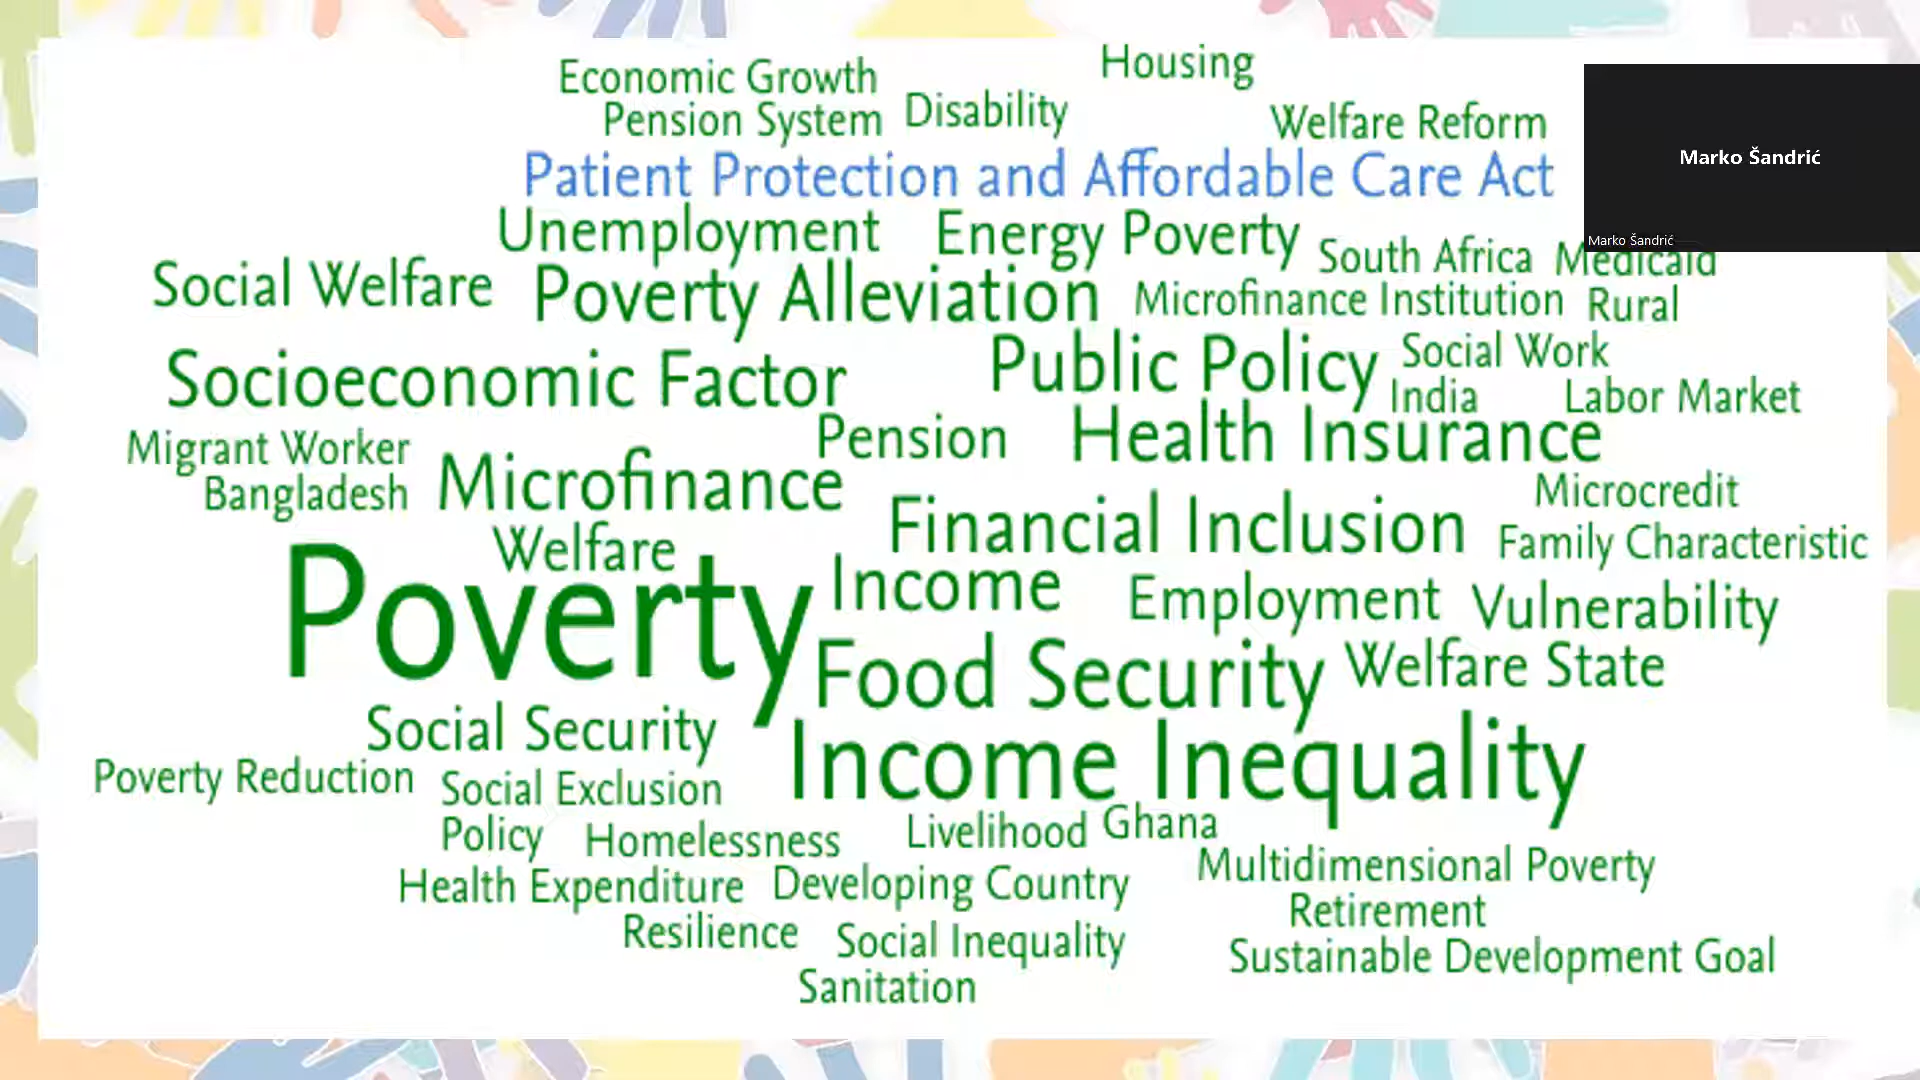 Housing
Economic Growth
Pension System
Disability
Welfare Reform
Patient Protection and Affordable Care Act
Marko Šandrić
Marko Šandrić
Unemployment
Energy Poverty
South Africa
Medicaid
Social Welfare
Poverty Alleviation
Microfinance Institution
Rural
Socioeconomic Factor
Public Policy
Social Work
India
Labor Market
Pension
Health Insurance
Migrant Worker
Bangladesh
Microfinance
Microcredit
Financial Inclusion
Family Characteristic
Welfare
Poverty
Income
Employment
Vulnerability
Food Security
Welfare State
Social Security
Income Inequality
Poverty Reduction
Social Exclusion
Policy
Homelessness
Livelihood
Ghana
Multidimensional Poverty
Health Expenditure
Developing Country
Retirement
Resilience
Social Inequality
Sustainable Development Goal
Sanitation